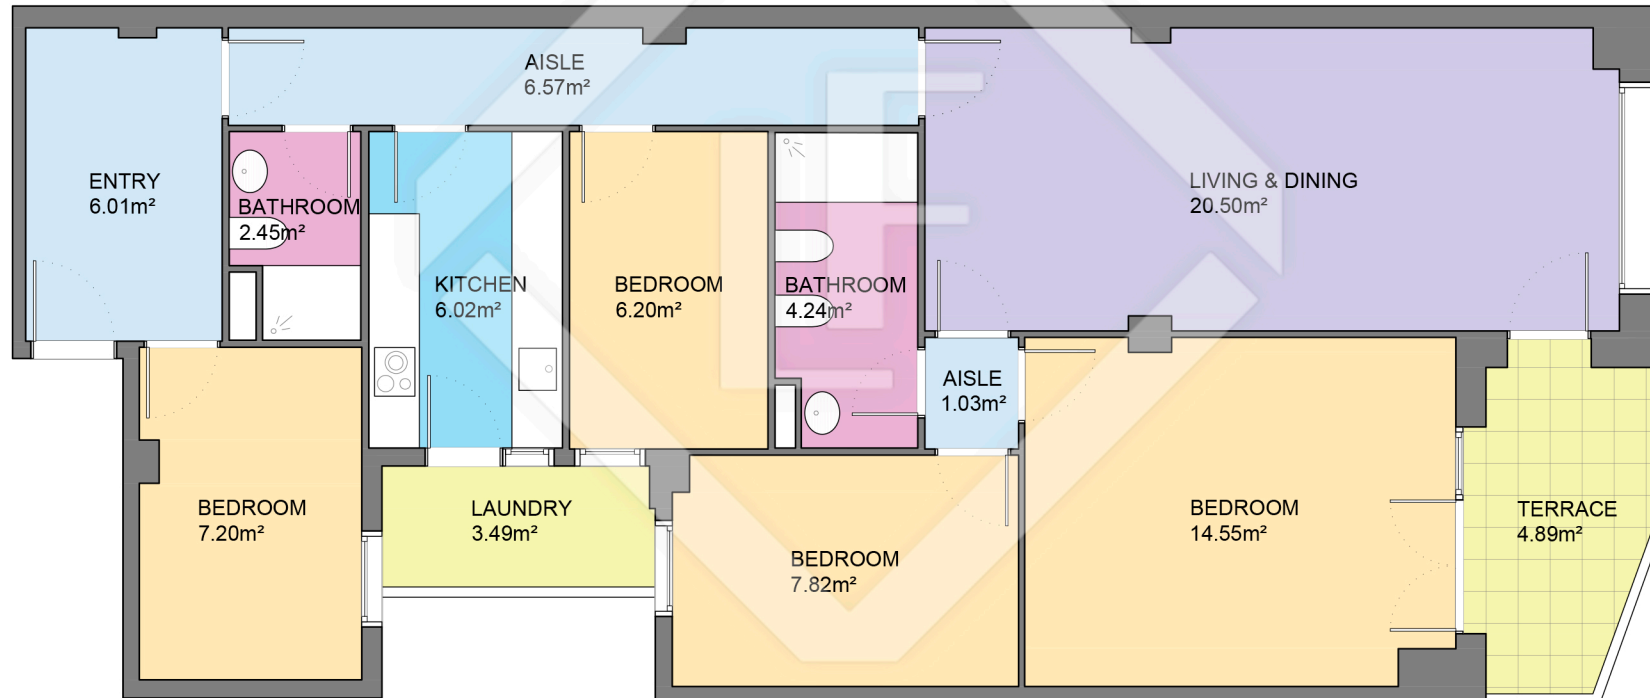 AISLE
6.57m²
ENTRY
6.01m²
BATHROOM
2.45m²
KITCHEN
6.02m²
BEDROOM
6.20m²
BATHROOM
4.24m²
LIVING & DINING
20.50m²
AISLE
1.03m²
BEDROOM
7.20m²
LAUNDRY
3.49m²
BEDROOM
7.82m²
BEDROOM
14.55m²
TERRACE
4.89m²